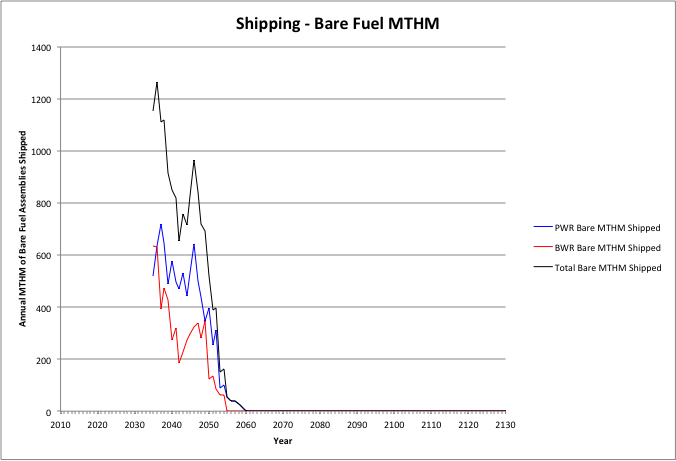 Shipping - Bare Fuel MTHM
Annual MTHM of Bare Fuel Assemblies Shipped
1400
1200
1000
800
600
400
200
0
2010 2020 2030 2040 2050 2060 2070 2080 2090 2100 2110 2120 2130
Year
PWR Bare MTHM Shipped
BWR Bare MTHM Shipped
Total Bare MTHM Shipped